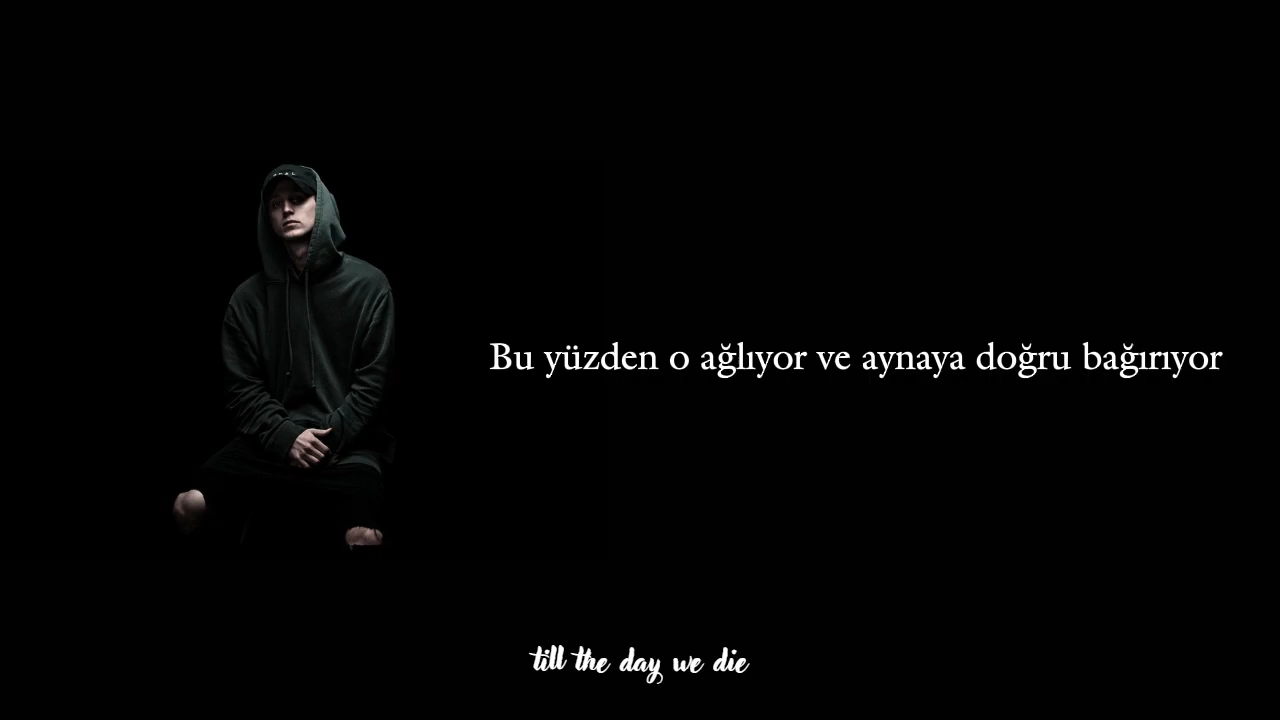 Bu yüzden o ağlıyor ve aynaya doğru bağırıyor
till the day we die